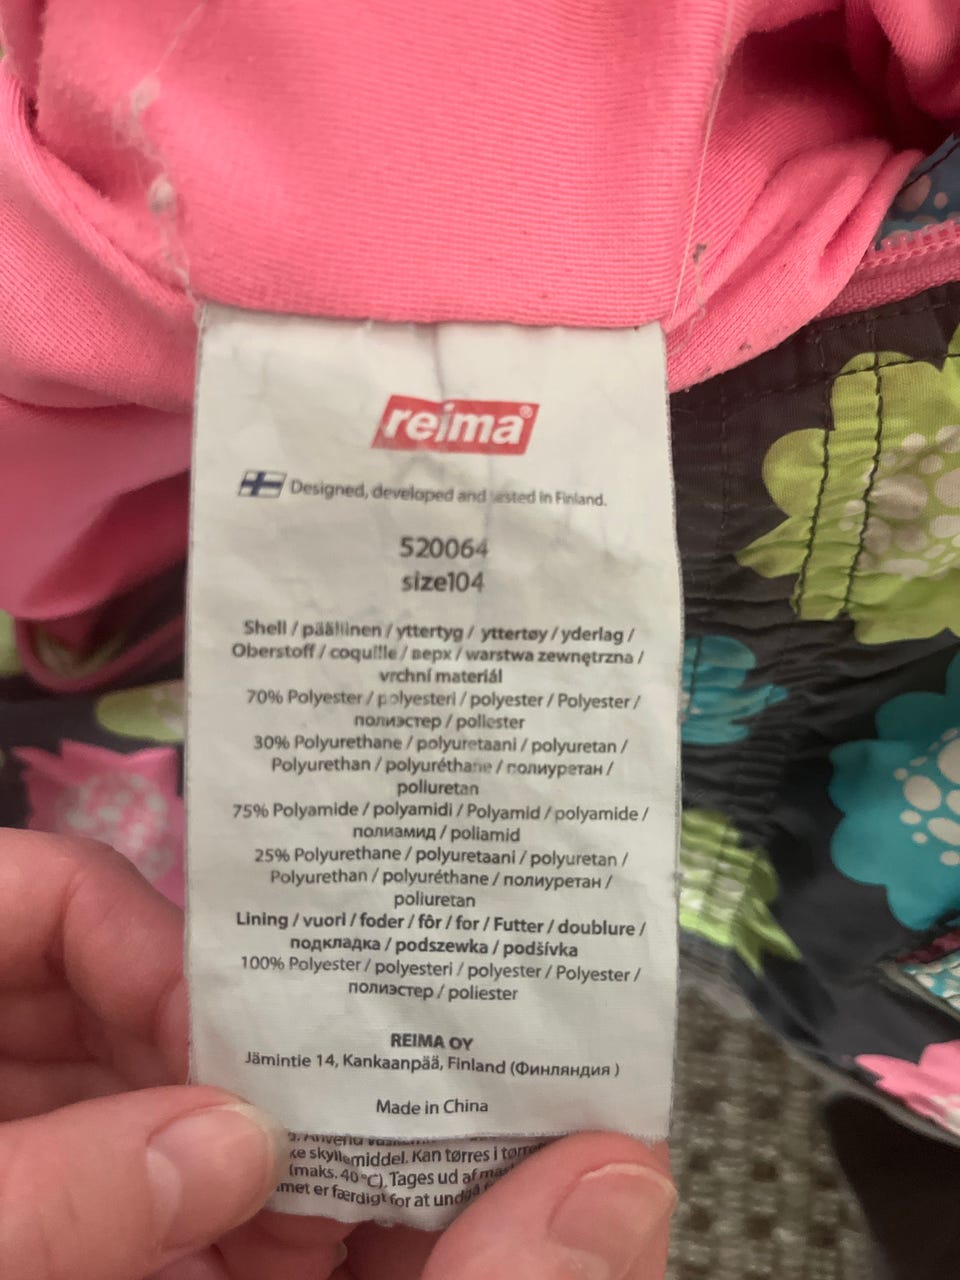 reima®
Designed, developed and tested in Finland.
520064
size104
Shell / päällinen / yttertyg / yttertøy / yderlag /
Oberstoff / coquille / верх / warstwa zewnętrzna /
vrchní materiál
70% Polyester / polyesteri / polyester / Polyester /
полиэстер / poliester
30% Polyurethane / polyuretaani / polyuretan /
Polyurethan / polyuréthane / полиуретан /
poliuretan
75% Polyamide / polyamidi / Polyamid / polyamide /
полиамид / poliamid
25% Polyurethane / polyuretaani / polyuretan /
Polyurethan / polyuréthane / полиуретан /
poliuretan
Lining / vuori / foder / fôr / for / Futter / doublure /
подкладка / podszewka / podšívka
100% Polyester / polyesteri / polyester / Polyester /
полиэстер / poliester
REIMA OY
Jämintie 14, Kankaanpää, Finland (Финляндия )
Made in China
skyllemiddel. Kan tørres i
(maks. 40 °C). Tages ud af
er færdigt for at